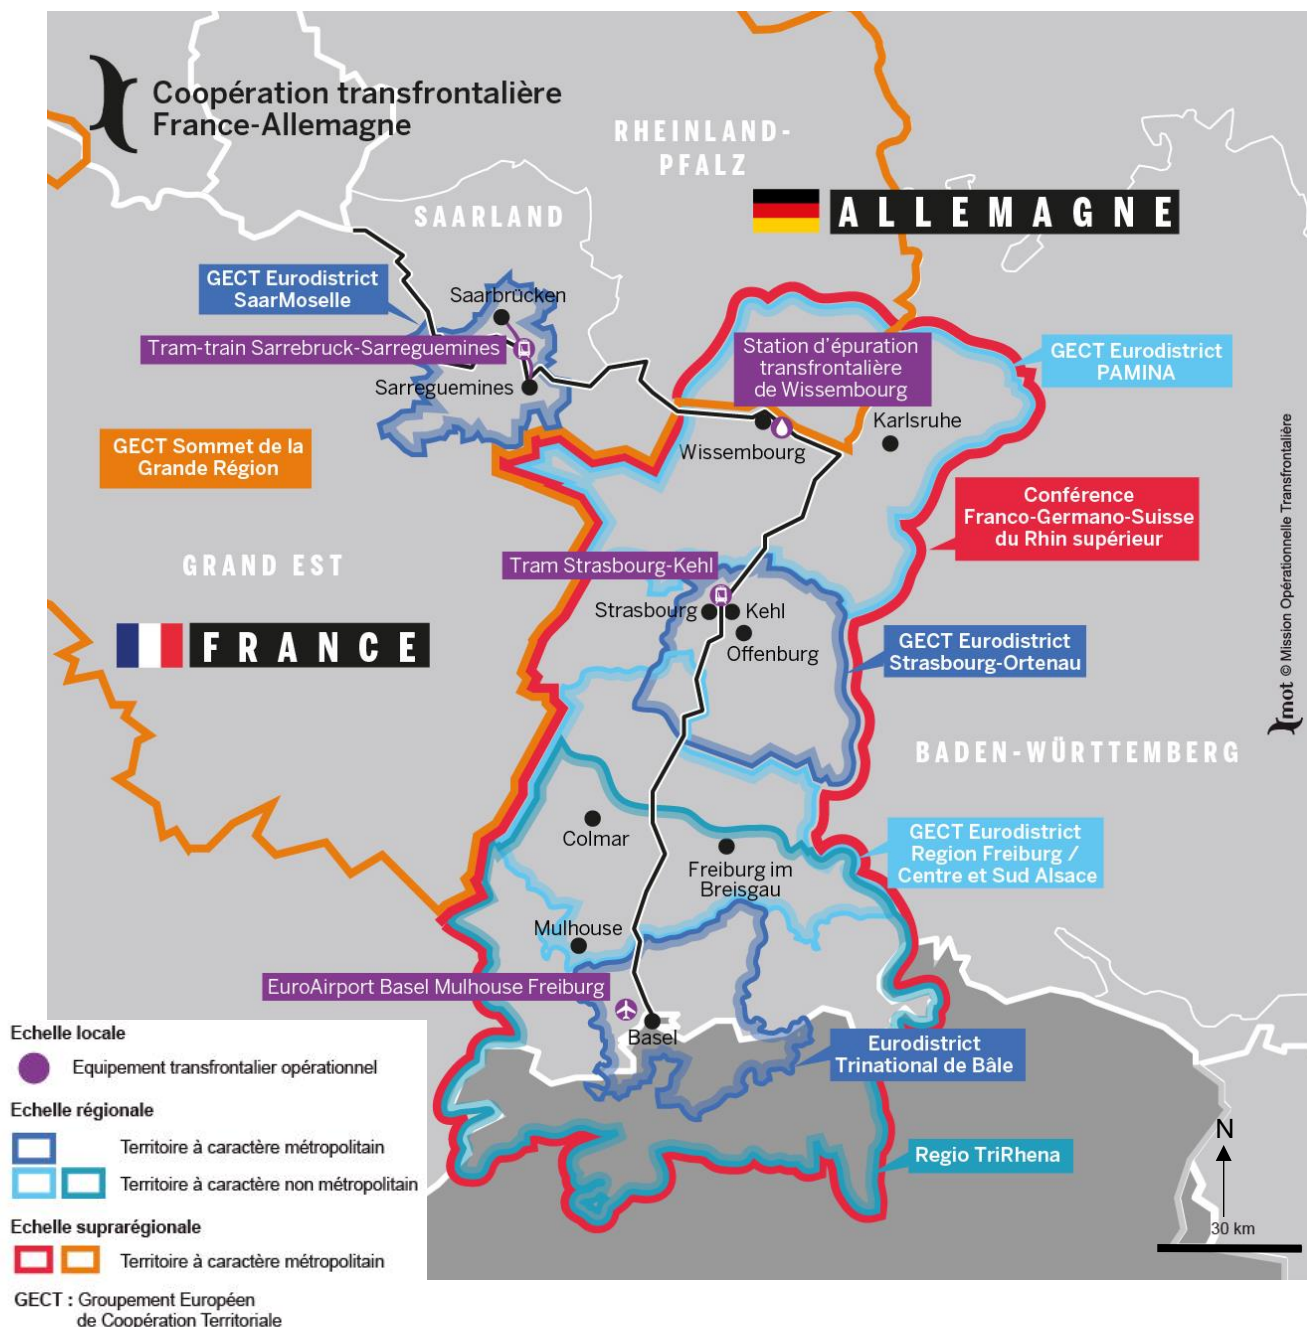 Coopération transfrontalière
France-Allemagne
RHEINLAND-
PFALZ
ALLEMAGNE
SAARLAND
GECT Eurodistrict
SaarMoselle
Saarbrücken
Tram-train Sarrebruck-Sarreguemines
Sarreguemines
Station d'épuration
transfrontalière
de Wissembourg
GECT Eurodistrict
PAMINA
Karlsruhe
Wissembourg
GECT Sommet de la
Grande Région
Conférence
Franco-Germano-Suisse
du Rhin supérieur
GRAND EST
Tram Strasbourg-Kehl
Strasbourg
Kehl
Offenburg
FRANCE
GECT Eurodistrict
Strasbourg-Ortenau
mot © Mission Opérationnelle Transfrontalière
BADEN-WÜRTTEMBERG
Colmar
GECT Eurodistrict
Region Freiburg /
Centre et Sud Alsace
Freiburg im
Breisgau
Mulhouse
EuroAirport Basel Mulhouse Freiburg
Basel
Eurodistrict
Trinational de Bâle
Regio TriRhena
N
30 km
Echelle locale
Equipement transfrontalier opérationnel
Echelle régionale
Territoire à caractère métropolitain
Territoire à caractère non métropolitain
Echelle suprarégionale
Territoire à caractère métropolitain
GECT : Groupement Européen
de Coopération Territoriale